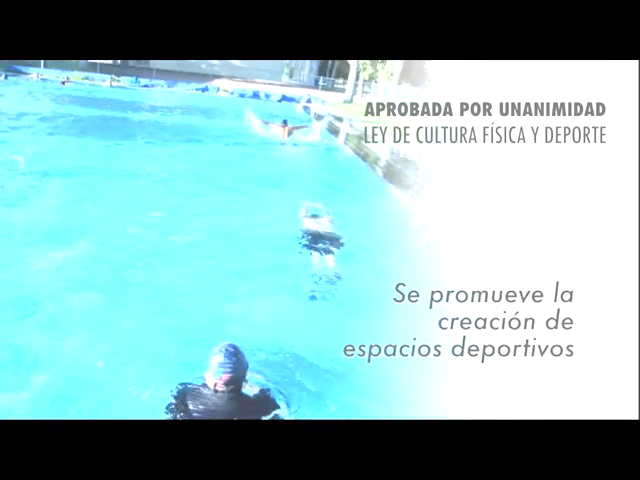 APROBADA POR UNANIMIDAD
LEY DE CULTURA FÍSICA Y DEPORTE
Se promueve la
creación de
espacios deportivos